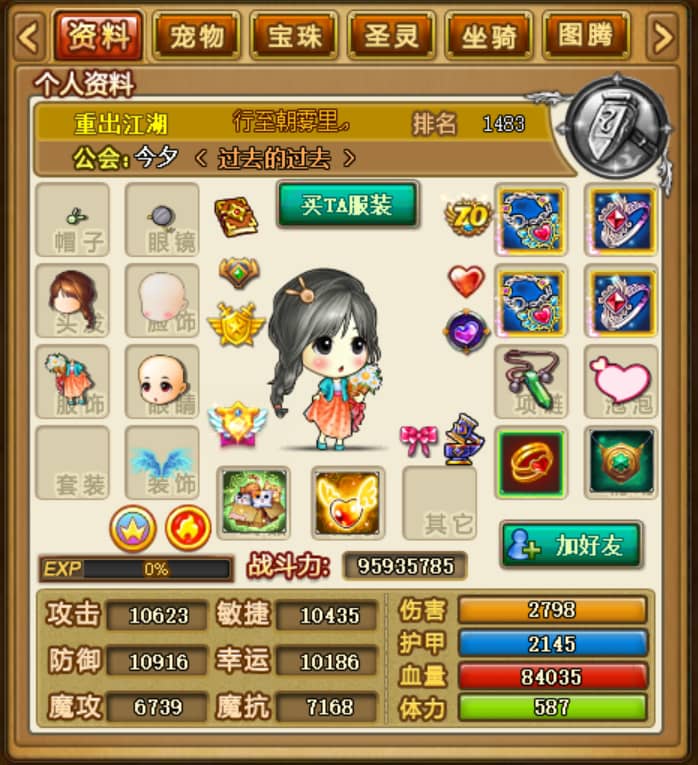 资料 宠物 宝珠 圣灵 坐骑 图腾
个人资料
重出江湖 行至朝雾里 排名 1483
公会:今夕 < 过去的过去 >
买TA服装
70
帽子 眼镜
头发 脸饰
服饰 眼睛 项链 泡泡
套装 装饰
其它
加好友
EXP 0% 战斗力: 95935785
攻击 10623 敏捷 10435 伤害 2798
防御 10916 幸运 10186 护甲 2145
血量 84035
魔攻 6739 魔抗 7168 体力 587